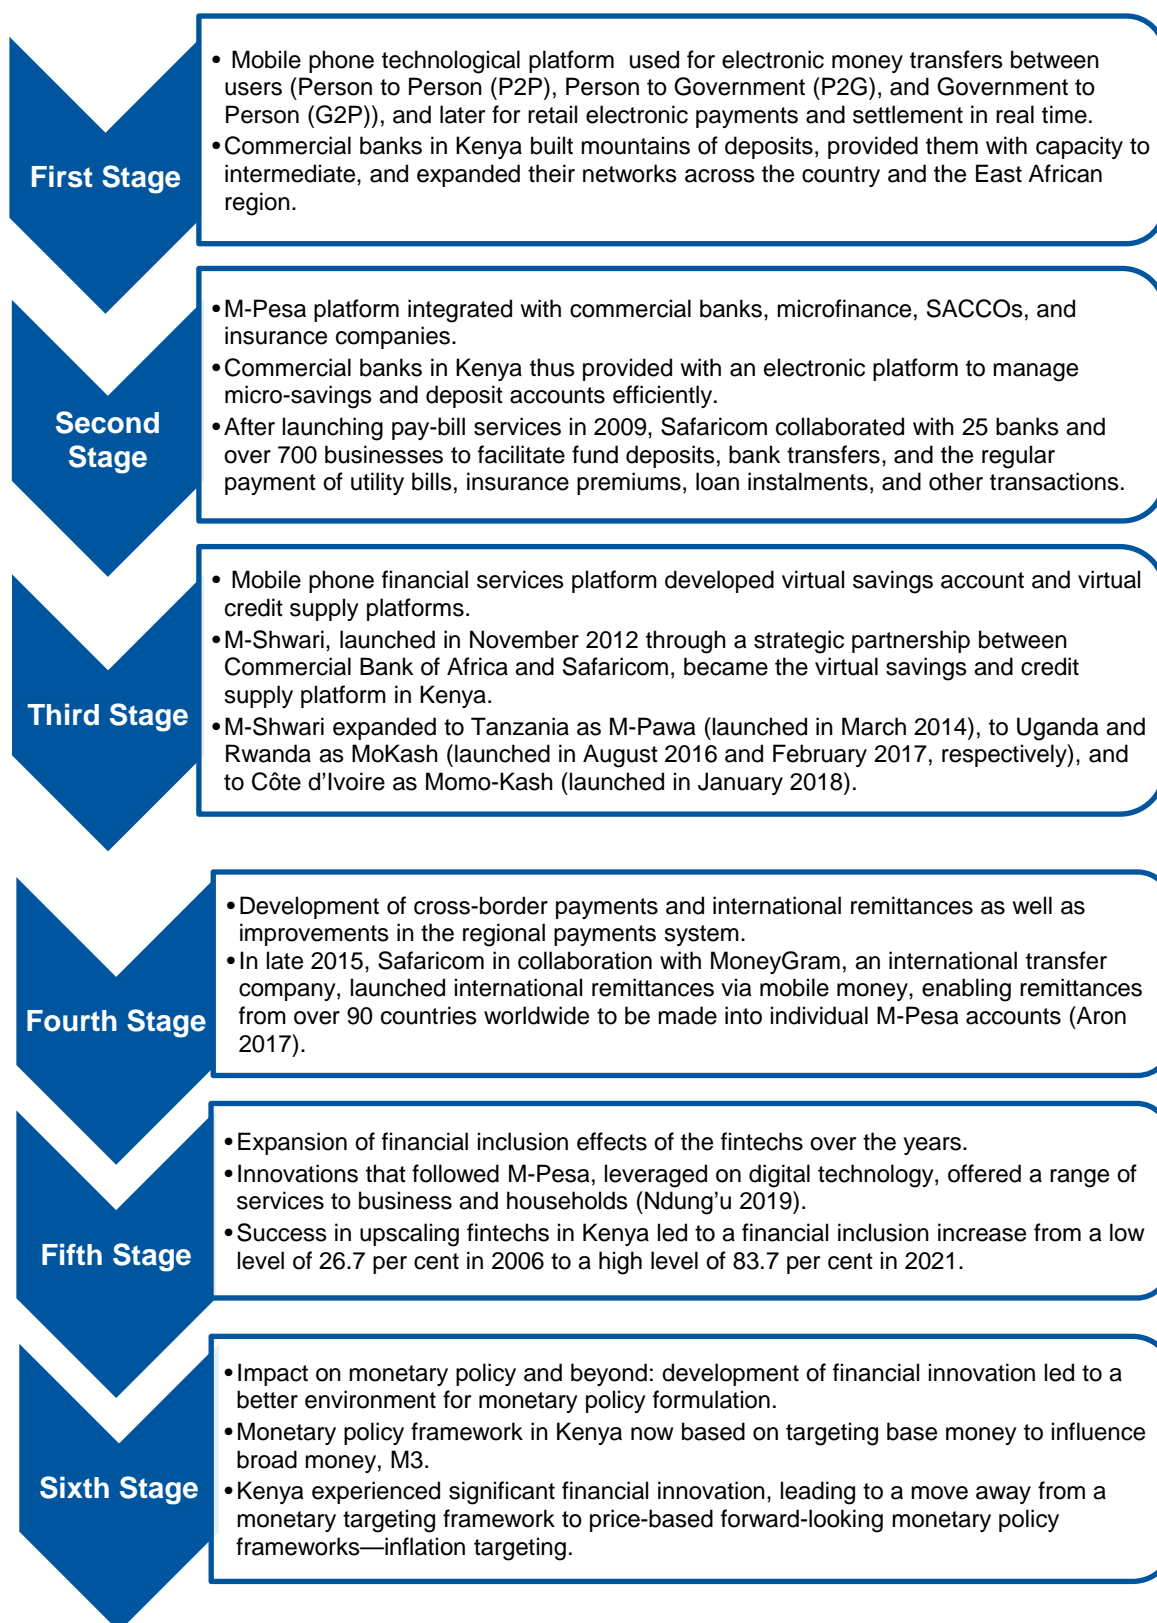 First Stage
• Mobile phone technological platform used for electronic money transfers between
users (Person to Person (P2P), Person to Government (P2G), and Government to
Person (G2P)), and later for retail electronic payments and settlement in real time.
•Commercial banks in Kenya built mountains of deposits, provided them with capacity to
intermediate, and expanded their networks across the country and the East African
region.
Second
Stage
•M-Pesa platform integrated with commercial banks, microfinance, SACCOs, and
insurance companies.
•Commercial banks in Kenya thus provided with an electronic platform to manage
micro-savings and deposit accounts efficiently.
•After launching pay-bill services in 2009, Safaricom collaborated with 25 banks and
over 700 businesses to facilitate fund deposits, bank transfers, and the regular
payment of utility bills, insurance premiums, loan instalments, and other transactions.
Third Stage
• Mobile phone financial services platform developed virtual savings account and virtual
credit supply platforms.
•M-Shwari, launched in November 2012 through a strategic partnership between
Commercial Bank of Africa and Safaricom, became the virtual savings and credit
supply platform in Kenya.
•M-Shwari expanded to Tanzania as M-Pawa (launched in March 2014), to Uganda and
Rwanda as MoKash (launched in August 2016 and February 2017, respectively), and
to Côte d’Ivoire as Momo-Kash (launched in January 2018).
Fourth Stage
•Development of cross-border payments and international remittances as well as
improvements in the regional payments system.
•In late 2015, Safaricom in collaboration with MoneyGram, an international transfer
company, launched international remittances via mobile money, enabling remittances
from over 90 countries worldwide to be made into individual M-Pesa accounts (Aron
2017).
Fifth Stage
•Expansion of financial inclusion effects of the fintechs over the years.
•Innovations that followed M-Pesa, leveraged on digital technology, offered a range of
services to business and households (Ndung’u 2019).
•Success in upscaling fintechs in Kenya led to a financial inclusion increase from a low
level of 26.7 per cent in 2006 to a high level of 83.7 per cent in 2021.
Sixth Stage
•Impact on monetary policy and beyond: development of financial innovation led to a
better environment for monetary policy formulation.
•Monetary policy framework in Kenya now based on targeting base money to influence
broad money, M3.
•Kenya experienced significant financial innovation, leading to a move away from a
monetary targeting framework to price-based forward-looking monetary policy
frameworks—inflation targeting.